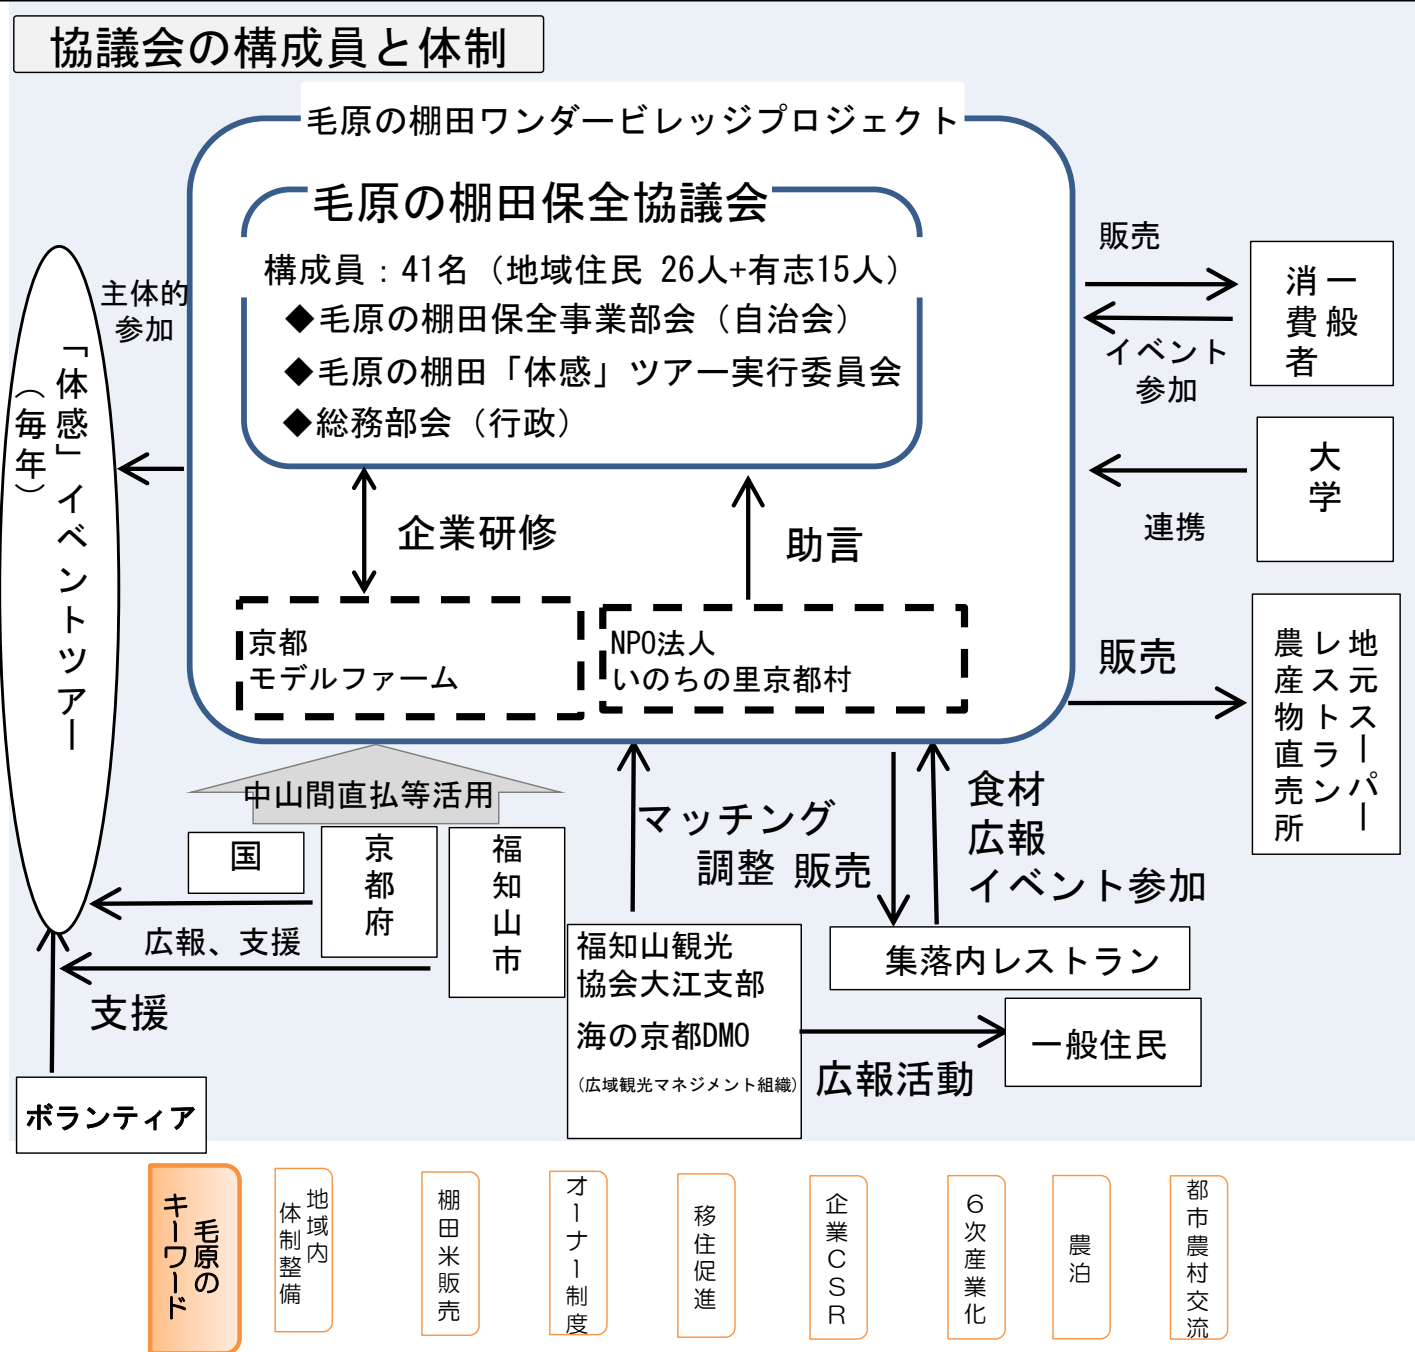 協議会の構成員と体制
毛原の棚田ワンダービレッジプロジェクト
毛原の棚田保全協議会
構成員：41名（地域住民 26人+有志15人）
◆毛原の棚田保全事業部会（自治会）
◆毛原の棚田「体感」ツアー実行委員会
◆総務部会（行政）
主体的
参加
「体感」イベントツアー
（毎年）
販売
イベント
参加
一般
消費者
大学
連携
販売
地元スーパー
レストラン
農産物直売所
企業研修
助言
京都
モデルファーム
NPO法人
いのちの里京都村
中山間直払等活用
国
京都府
福知山市
広報、支援
支援
ボランティア
マッチング
調整
販売
食材
広報
イベント参加
福知山観光
協会大江支部
海の京都DMO
（広域観光マネジメント組織）
集落内レストラン
広報活動
一般住民
毛原の
キーワード
地域内
体制整備
棚田米販売
オーナー制度
移住促進
企業ＣＳＲ
６次産業化
農泊
都市農村交流